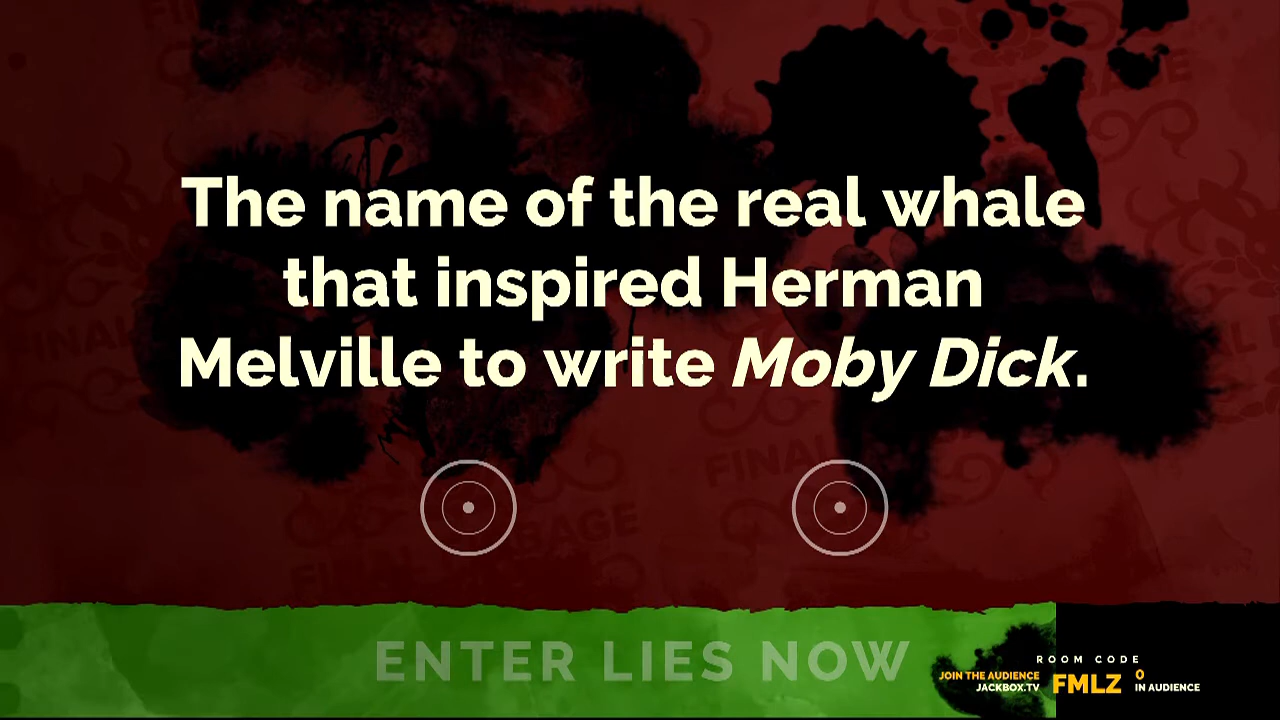 The name of the real whale
that inspired Herman
Melville to write Moby Dick.
ENTER LIES NOW
ROOM CODE
JOIN THE AUDIENCE
JACKBOX.TV
FMLZ
0
IN AUDIENCE